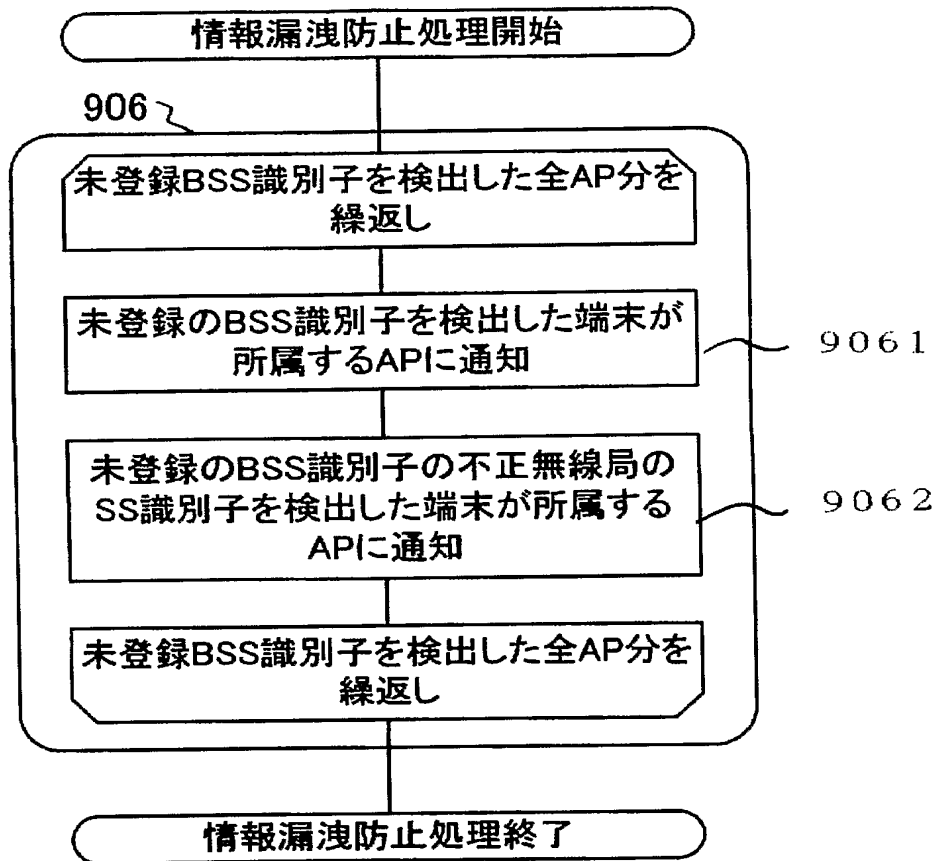 情報漏洩防止処理開始
906
未登録BSS識別子を検出した全AP分を
繰返し
未登録のBSS識別子を検出した端末が
所属するAPに通知
9061
未登録のBSS識別子の不正無線局の
SS識別子を検出した端末が所属する
APに通知
9062
未登録BSS識別子を検出した全AP分を
繰返し
情報漏洩防止処理終了